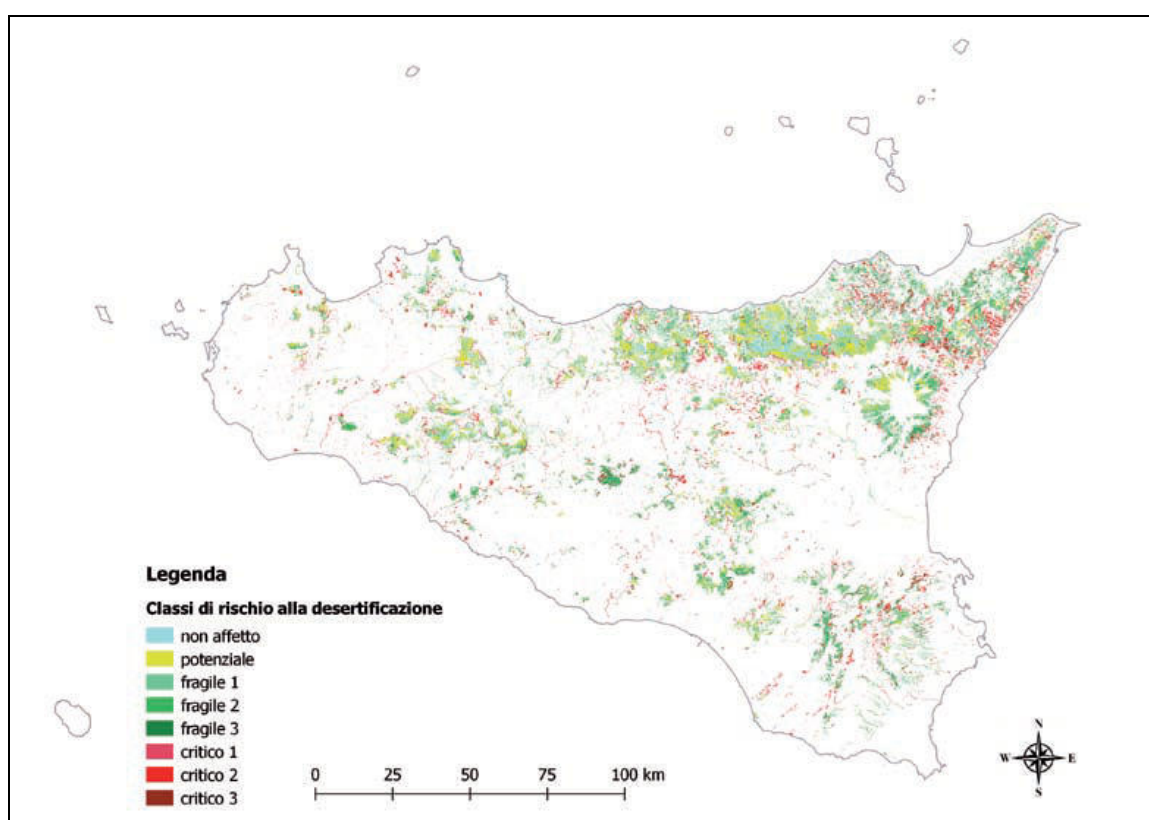 Legenda
Classi di rischio alla desertificazione
non affetto
potenziale
fragile 1
fragile 2
fragile 3
critico 1
critico 2
critico 3
0 25 50 75 100 km
N
W E
S